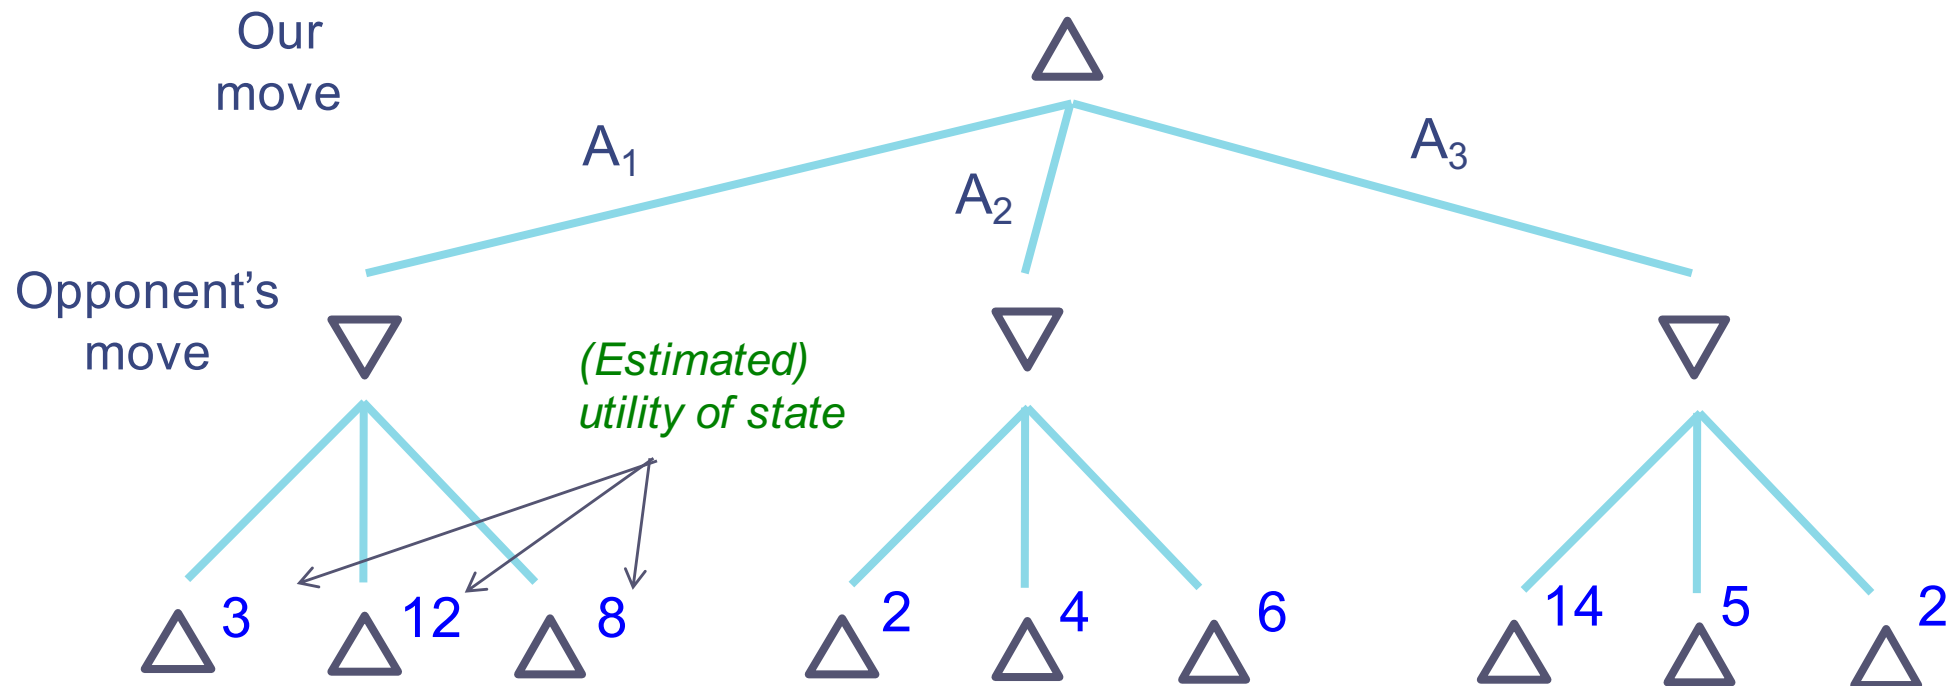 Our
move
A₁
A₂
A₃
Opponent’s
move
(Estimated)
utility of state
3 12 8 2 4 6 14 5 2